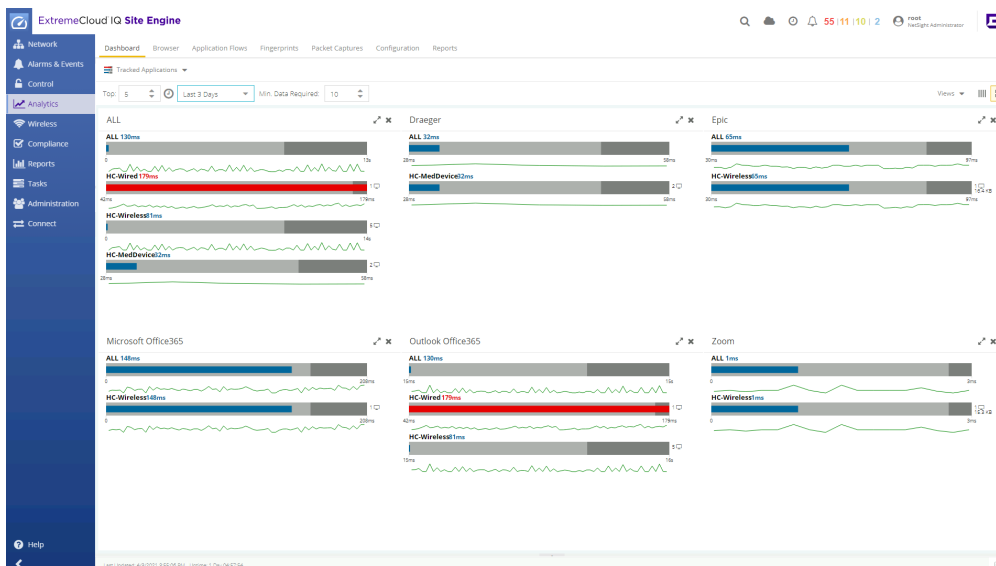 ExtremeCloud IQ Site Engine
55 | 11 | 10 | 2
root
NetSight Administrator
Network
Alarms & Events
Control
Analytics
Wireless
Compliance
Reports
Tasks
Administration
Connect
Help
Dashboard Browser Application Flows Fingerprints Packet Captures Configuration Reports
Tracked Applications
Top: 5 Last 3 Days Min. Data Required: 10 Views
ALL
ALL 130ms
0 13s
HC-Wired 179ms
1
42ms 179ms
HC-Wireless 81ms
5
0 14s
HC-MedDevice 32ms
2
28ms 58ms
Draeger
ALL 32ms
28ms 58ms
HC-MedDevice 32ms
2
28ms 58ms
Epic
ALL 65ms
30ms 97ms
HC-Wireless 65ms
30ms 97ms
Microsoft Office365
ALL 148ms
0 208ms
HC-Wireless 148ms
1
0 208ms
Outlook Office365
ALL 130ms
15ms 15s
HC-Wired 179ms
1
42ms 179ms
HC-Wireless 81ms
5
15ms 16s
Zoom
ALL 1ms
0 3ms
HC-Wireless 1ms
0 3ms